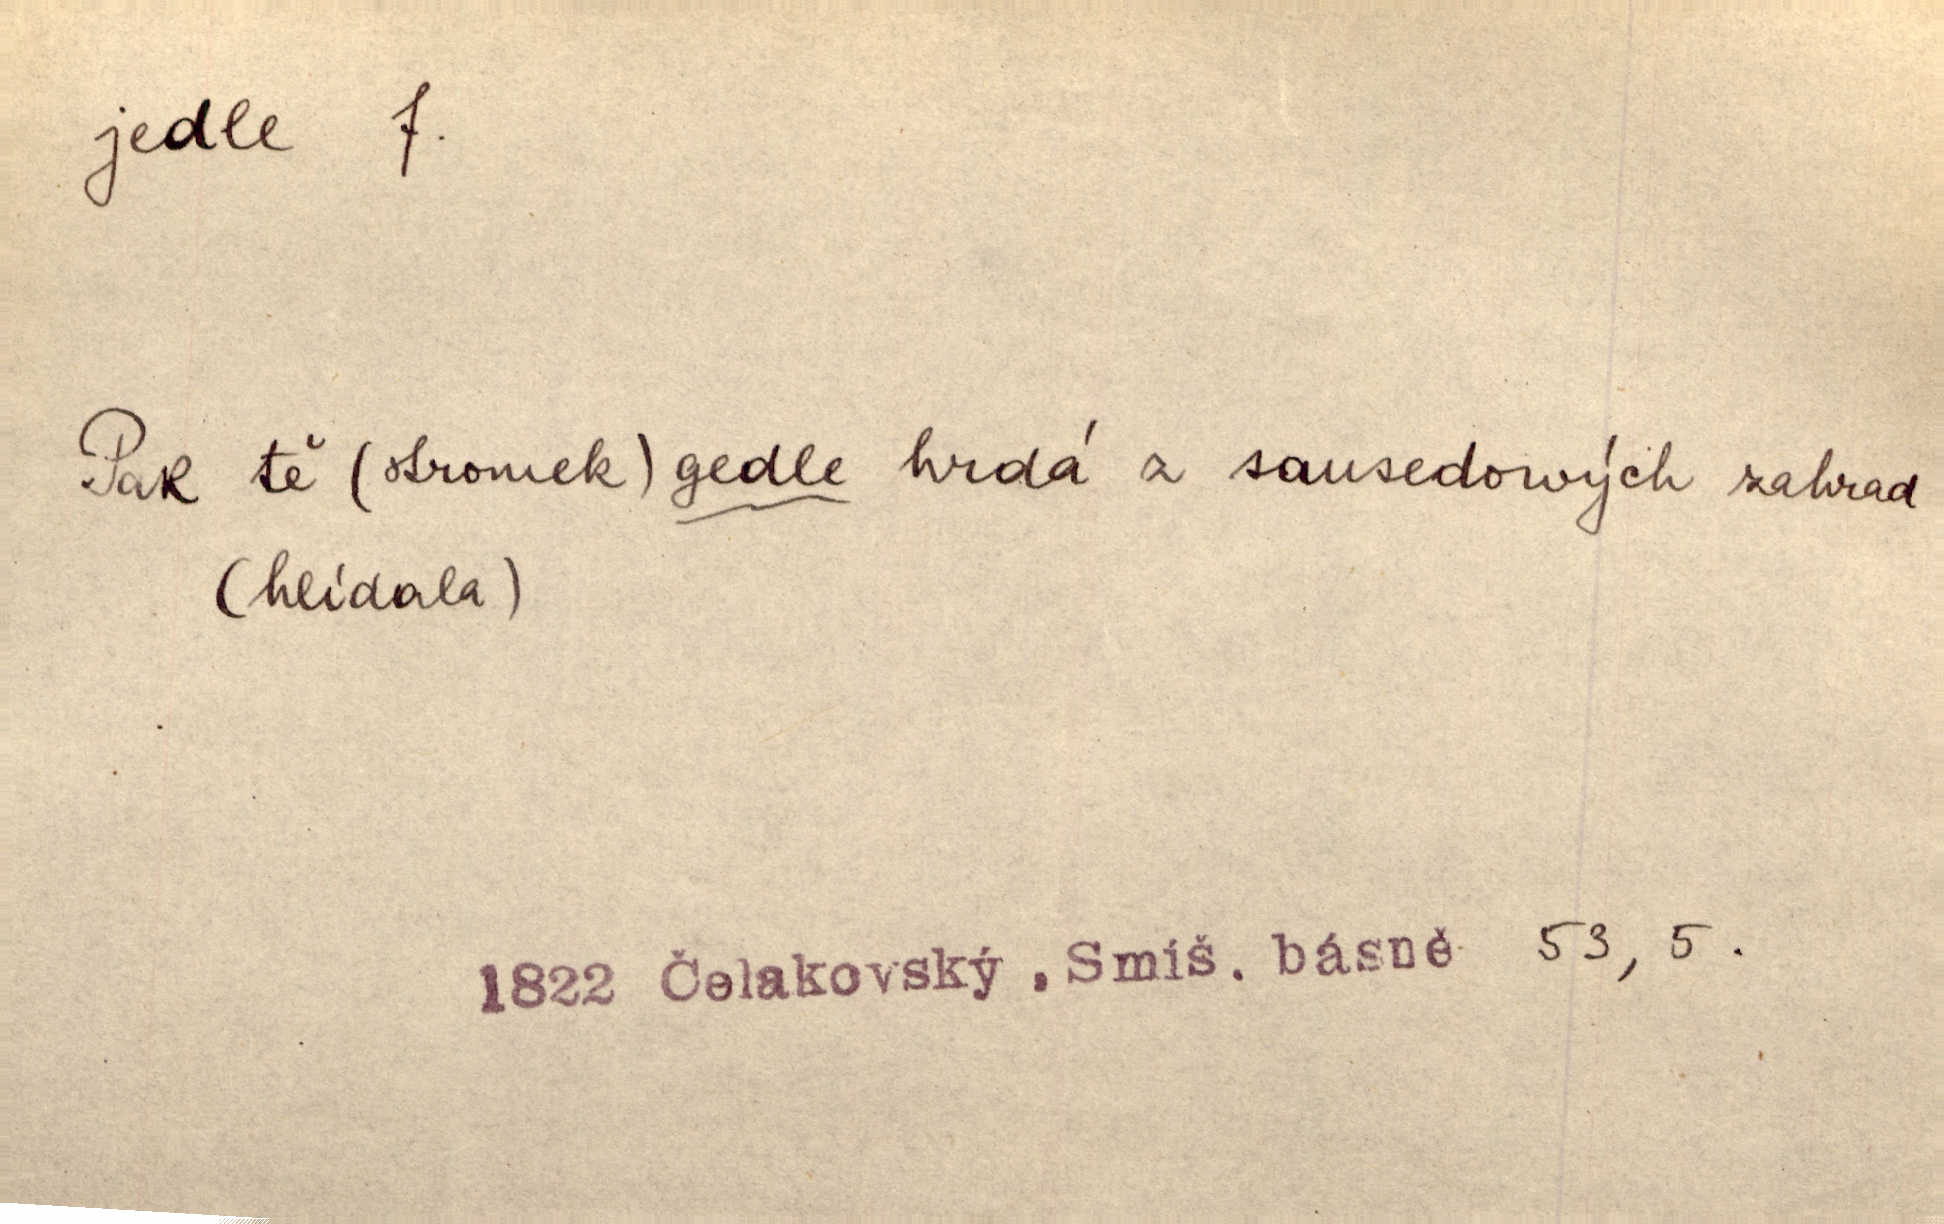 jedle f.
Pak tě (stromek) gedle hrdá z sausedowých zahrad
(hlídala)
1822 Čelakovský, Smíš. básně 53, 5.